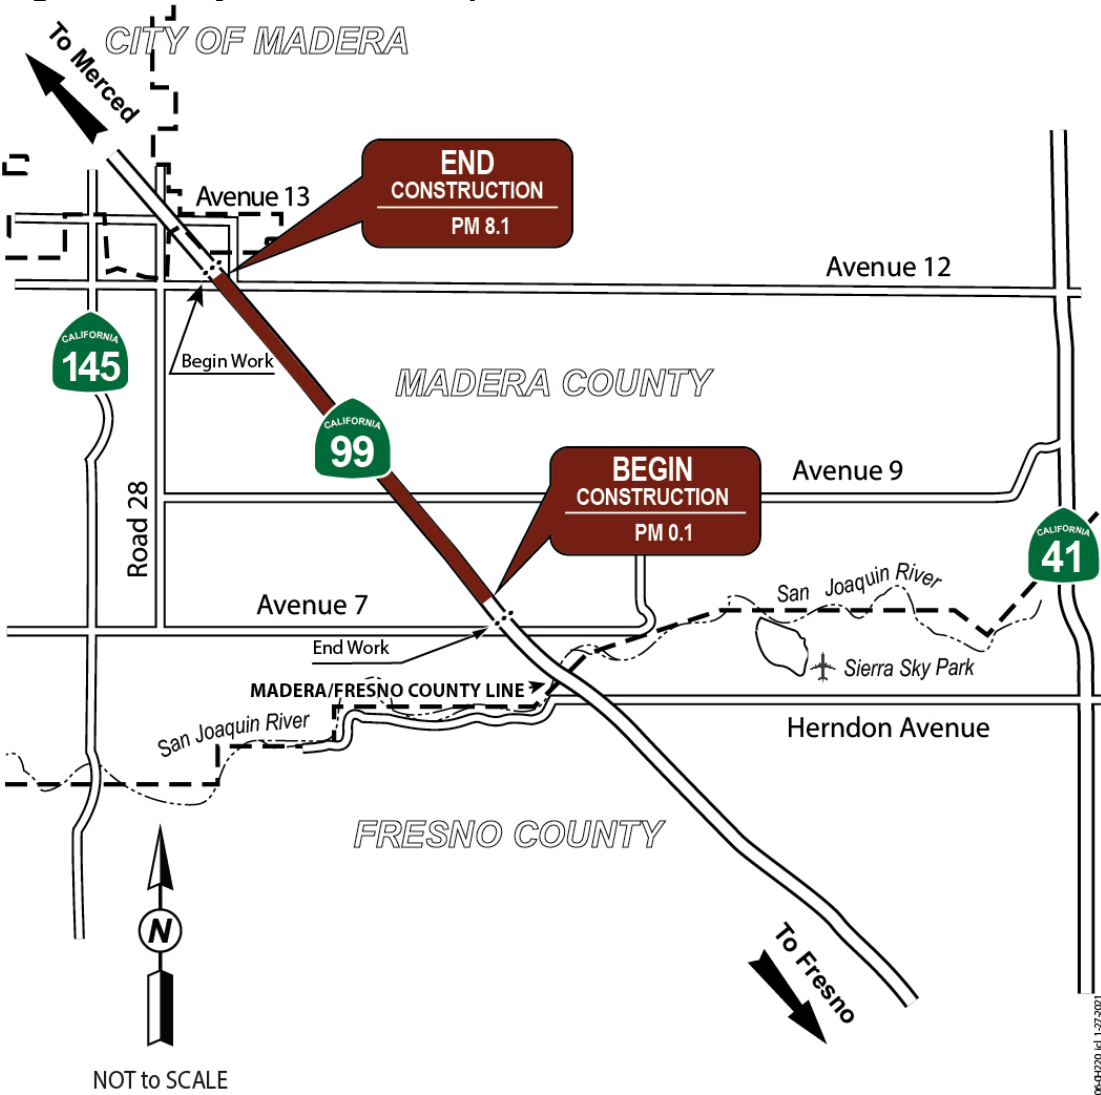 CITY OF MADERA
To Merced
Avenue 13
END
CONSTRUCTION
PM 8.1
Avenue 12
Begin Work
CALIFORNIA
145
MADERA COUNTY
CALIFORNIA
99
BEGIN
CONSTRUCTION
PM 0.1
Avenue 9
Road 28
CALIFORNIA
41
San Joaquin River
Avenue 7
End Work
Sierra Sky Park
MADERA/FRESNO COUNTY LINE
San Joaquin River
Herndon Avenue
FRESNO COUNTY
N
To Fresno
NOT to SCALE